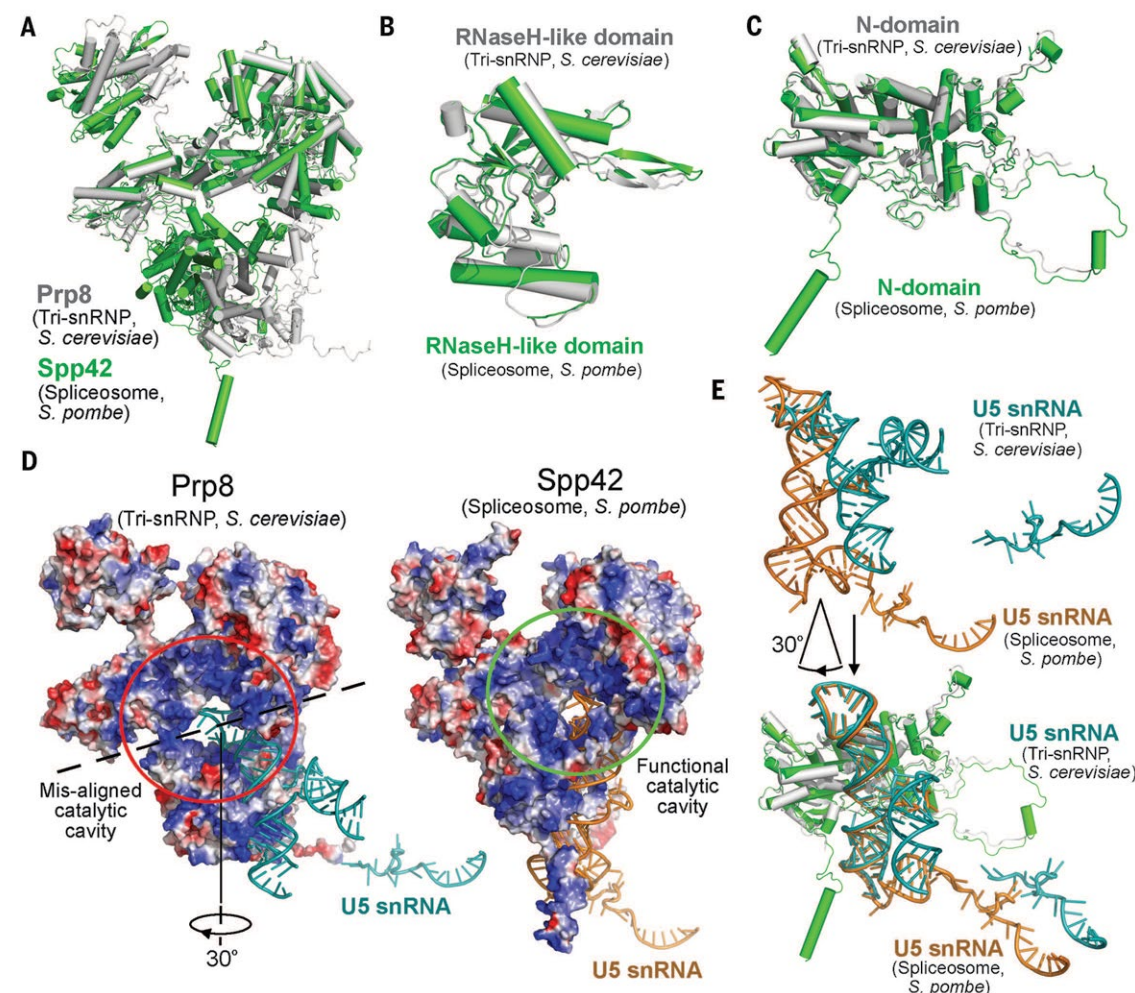 A
Prp8
(Tri-snRNP,
S. cerevisiae)
Spp42
(Spliceosome,
S. pombe)
B
RNaseH-like domain
(Tri-snRNP, S. cerevisiae)
RNaseH-like domain
(Spliceosome, S. pombe)
C
N-domain
(Tri-snRNP, S. cerevisiae)
N-domain
(Spliceosome, S. pombe)
D
Prp8
(Tri-snRNP, S. cerevisiae)
Mis-aligned
catalytic
cavity
U5 snRNA
30°
Spp42
(Spliceosome, S. pombe)
Functional
catalytic
cavity
U5 snRNA
E
U5 snRNA
(Tri-snRNP,
S. cerevisiae)
U5 snRNA
(Spliceosome,
S. pombe)
30°
U5 snRNA
(Tri-snRNP,
S. cerevisiae)
U5 snRNA
(Spliceosome,
S. pombe)